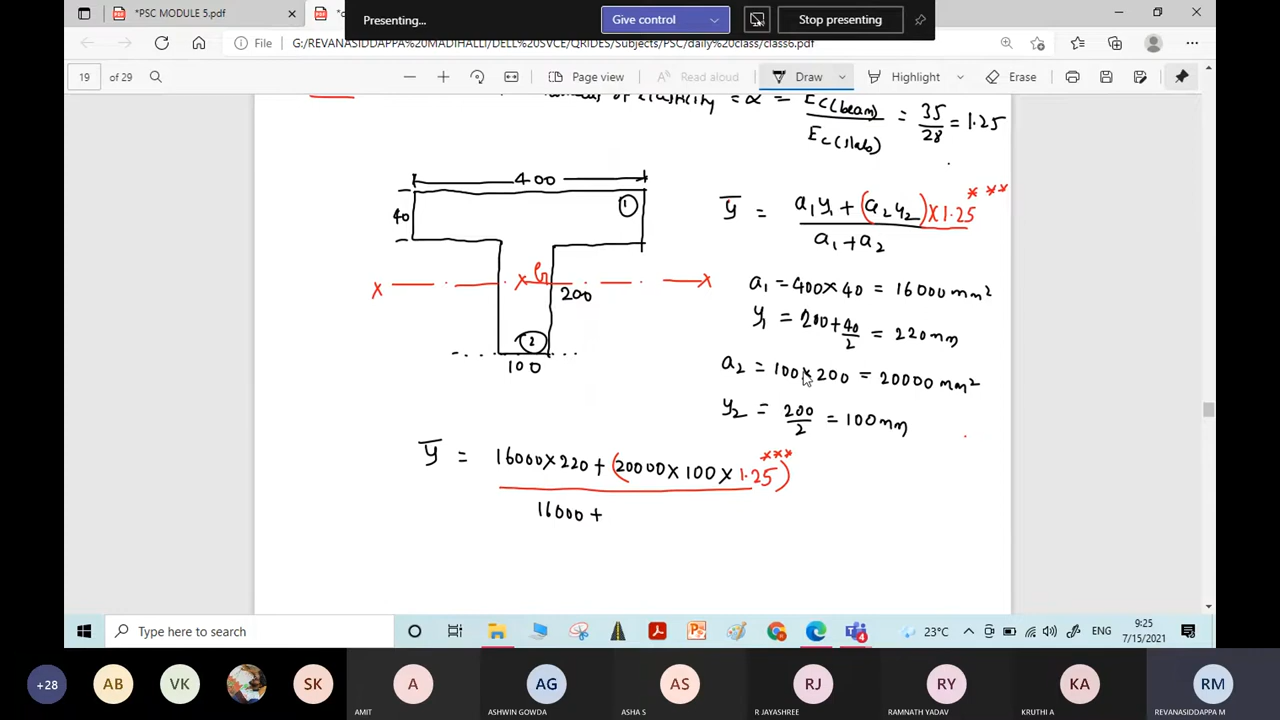 *PSC MODULE 5.pdf
Presenting...
Give control
Stop presenting
File
G:/REVANASIDDAPPA%20MADIHALLI/DELL%20SVCE/QRIDES/Subjects/PSC/daily%20class/class6.pdf
19 of 29
Page view
Read aloud
Draw
Highlight
Erase
of Elasticity = α = Ec(beam) / Ec(slab) = 35/28 = 1.25
400
40
1
ȳ = a1y1 + (a2y2) × 1.25 *** / a1 + a2
x x x
200
2
100
a1 = 400×40 = 16000 mm²
y1 = 200 + 40/2 = 220mm
a2 = 100×200 = 20000 mm²
y2 = 200/2 = 100mm
ȳ = 16000×220 + (20000×100×1.25) ***
16000 +
Type here to search
23°C
ENG
9:25
7/15/2021
+28
AB
VK
SK
A
AG
AS
RJ
RY
KA
RM
AMIT
ASHWIN GOWDA
ASHA S
R JAYASHREE
RAMNATH YADAV
KRUTHI A
REVANASIDDAPPA M